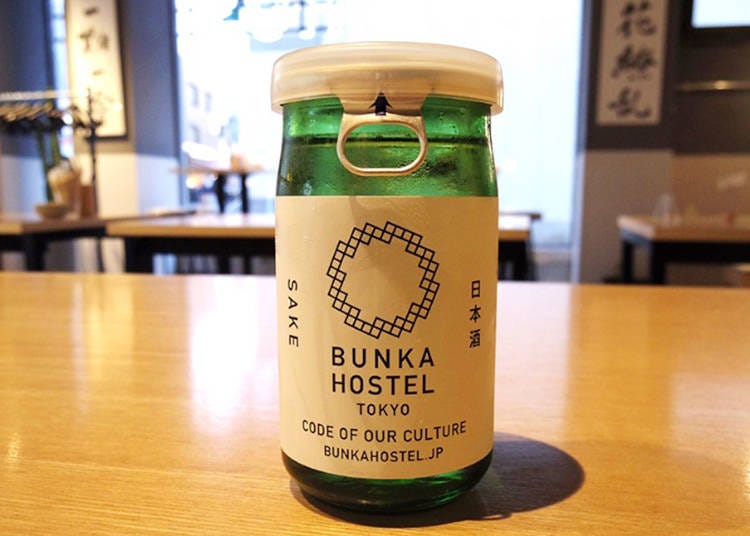 SAKE
日本酒
BUNKA
HOSTEL
TOKYO
CODE OF OUR CULTURE
BUNKAHOSTEL.JP